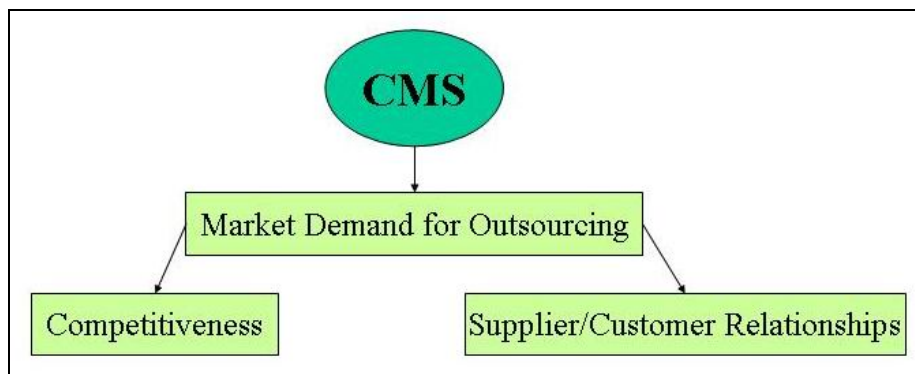 CMS
Market Demand for Outsourcing
Competitiveness
Supplier/Customer Relationships